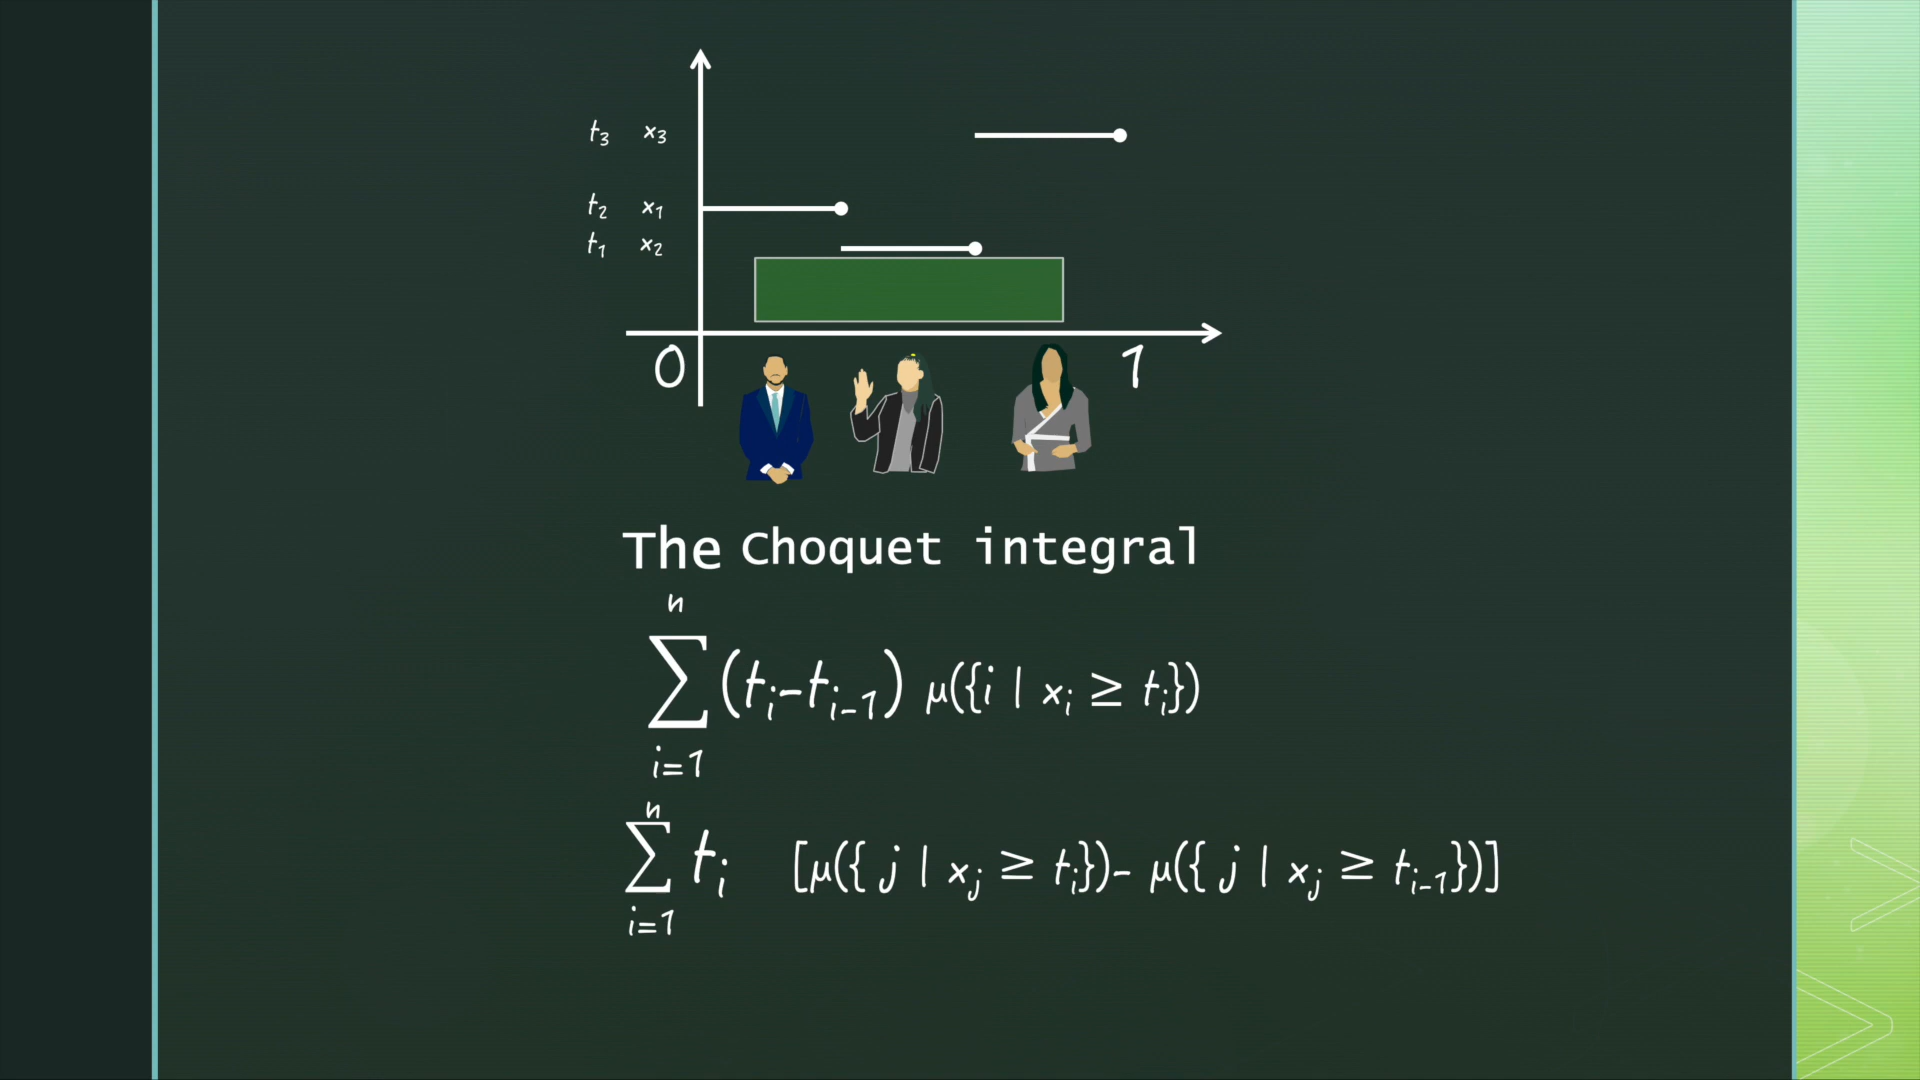 t₃ x₃
t₂ x₁
t₁ x₂
0 1
The Choquet integral
n
∑(tᵢ-tᵢ₋₁) μ({i | xᵢ ≥ tᵢ})
i=1
n
∑ tᵢ [μ({ j | xⱼ ≥ tᵢ})- μ({ j | xⱼ ≥ tᵢ₋₁})]
i=1